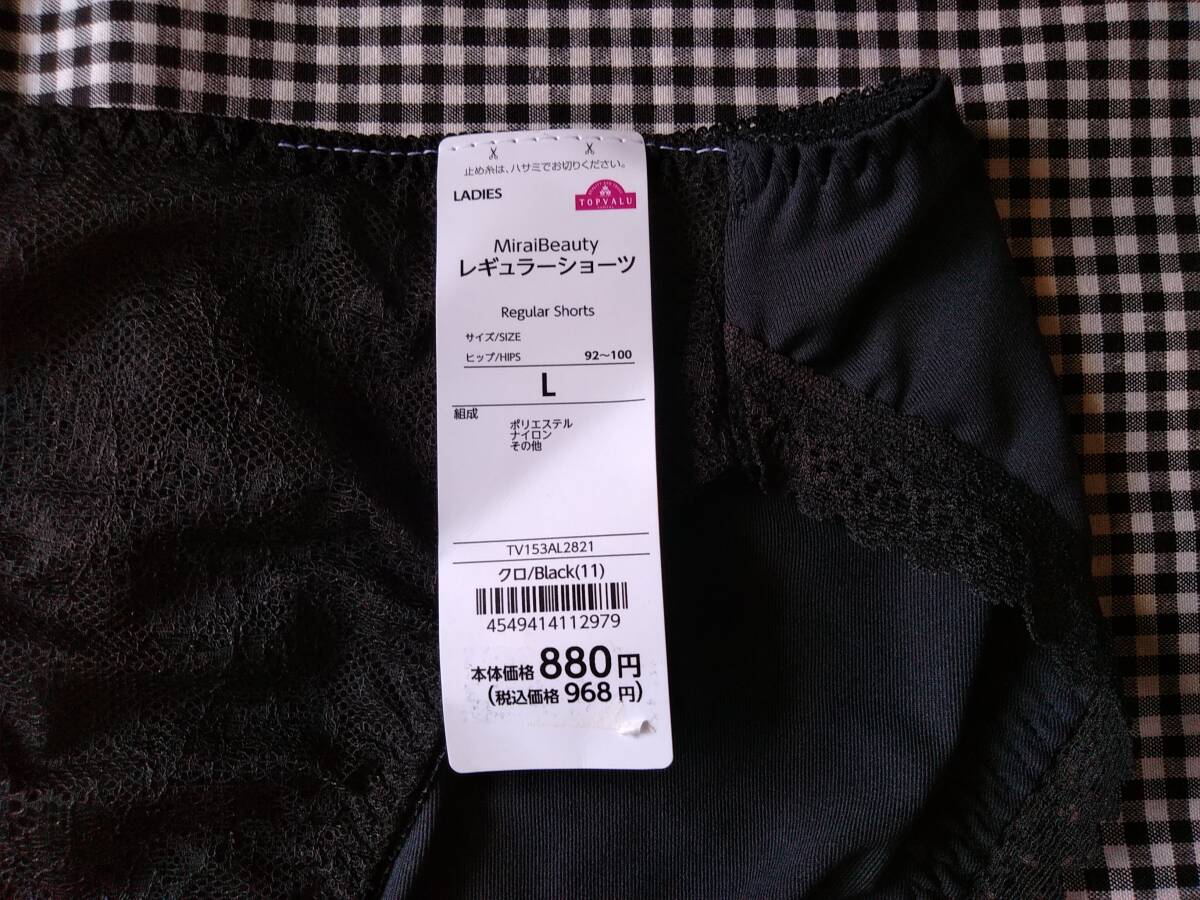 止め糸は、ハサミでお切りください。
LADIES
TOPVALU
MiraiBeauty
レギュラーショーツ
Regular Shorts
サイズ/SIZE
ヒップ/HIPS 92〜100
L
組成
ポリエステル
ナイロン
その他
TV153AL2821
クロ/Black(11)
4549414112979
本体価格 880円
(税込価格 968 円)